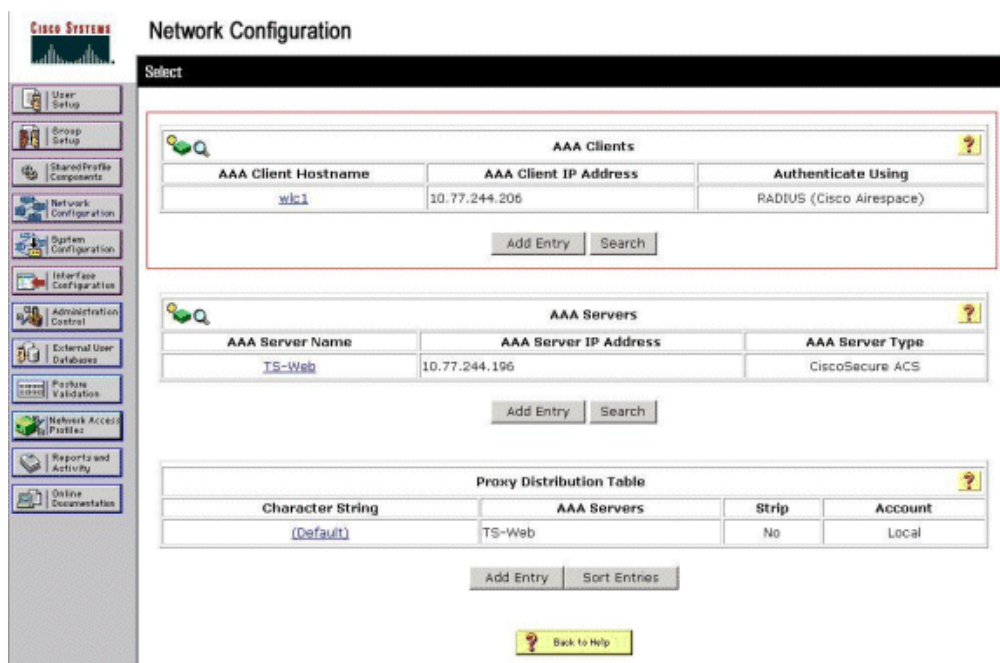 CISCO SYSTEMS
Network Configuration
Select
User Setup
Group Setup
Shared Profile Components
Network Configuration
System Configuration
Interface Configuration
Administration Control
External User Databases
Posture Validation
Network Access Profiles
Reports and Activity
Online Documentation
AAA Clients
AAA Client Hostname AAA Client IP Address Authenticate Using
wlc1 10.77.244.206 RADIUS (Cisco Airespace)
Add Entry Search
AAA Servers
AAA Server Name AAA Server IP Address AAA Server Type
TS-Web 10.77.244.196 CiscoSecure ACS
Add Entry Search
Proxy Distribution Table
Character String AAA Servers Strip Account
(Default) TS-Web No Local
Add Entry Sort Entries
? Back to Help